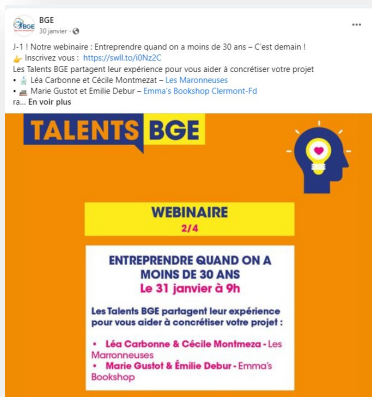 BGE
30 janvier ·
BGE
J-1 ! Notre webinaire : Entreprendre quand on a moins de 30 ans – C'est demain !
👉 Inscrivez vous : https://swll.to/i0Nz2C
Les Talents BGE partagent leur expérience pour vous aider à concrétiser votre projet
• Léa Carbonne et Cécile Montmezat – Les Maronneuses
• Marie Gustot et Emilie Debur – Emma's Bookshop Clermont-Fd
ra... En voir plus
TALENTS BGE
WEBINAIRE
2/4
ENTREPRENDRE QUAND ON A
MOINS DE 30 ANS
Le 31 janvier à 9h
Les Talents BGE partagent leur expérience
pour vous aider à concrétiser votre projet :
• Léa Carbonne & Cécile Montmeza - Les
Marronneuses
• Marie Gustot & Émilie Debur - Emma's
Bookshop